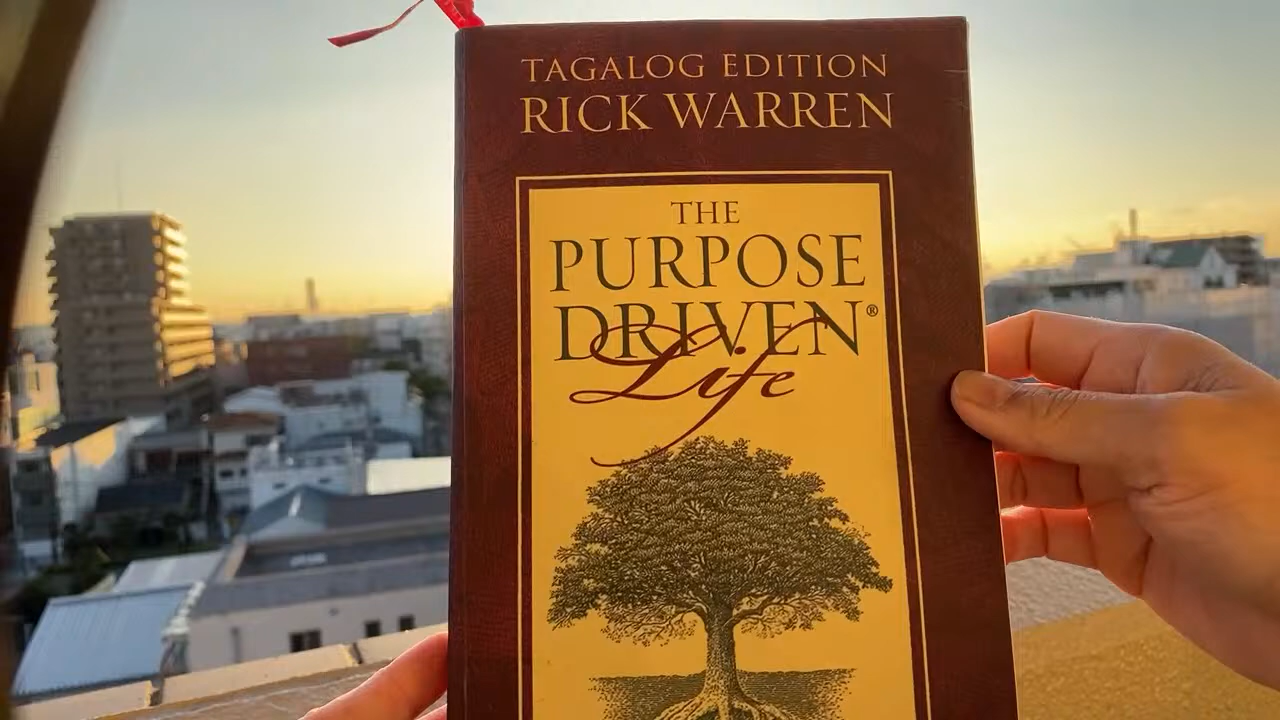 TAGALOG EDITION
RICK WARREN
THE
PURPOSE
DRIVEN®
Life